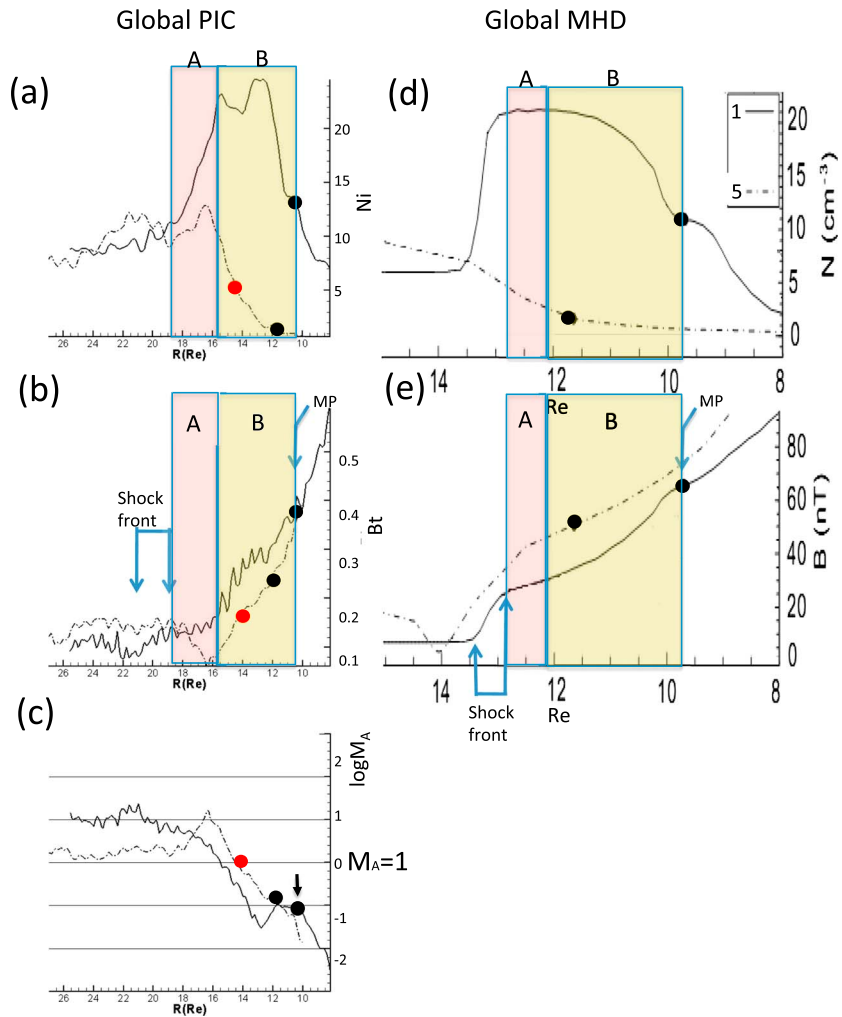 Global PIC
Global MHD
(a)
A
B
20
15
10
5
Ni
26 24 22 20 18 16 14 12 10
R(Re)
(d)
A
B
1
5
20
15
10
5
0
N (cm⁻³)
14 12 10 8
Re
(b)
A
B
MP
Shock
front
0.5
0.4
0.3
0.2
0.1
Bt
26 24 22 20 18 16 14 12 10
R(Re)
(e)
A
B
MP
80
60
40
20
0
B (nT)
14 12 10 8
Shock
front
Re
(c)
2
1
0
-1
-2
logMA
MA=1
26 24 22 20 18 16 14 12 10
R(Re)